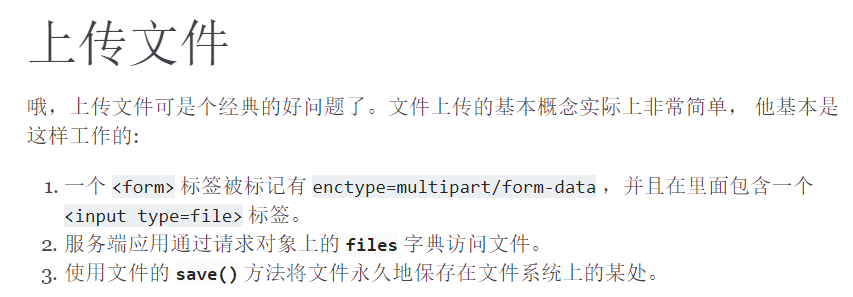 上传文件
哦，上传文件可是个经典的好问题了。文件上传的基本概念实际上非常简单， 他基本是
这样工作的:
1. 一个 <form> 标签被标记有 enctype=multipart/form-data ，并且在里面包含一个
<input type=file> 标签。
2. 服务端应用通过请求对象上的 files 字典访问文件。
3. 使用文件的 save() 方法将文件永久地保存在文件系统上的某处。